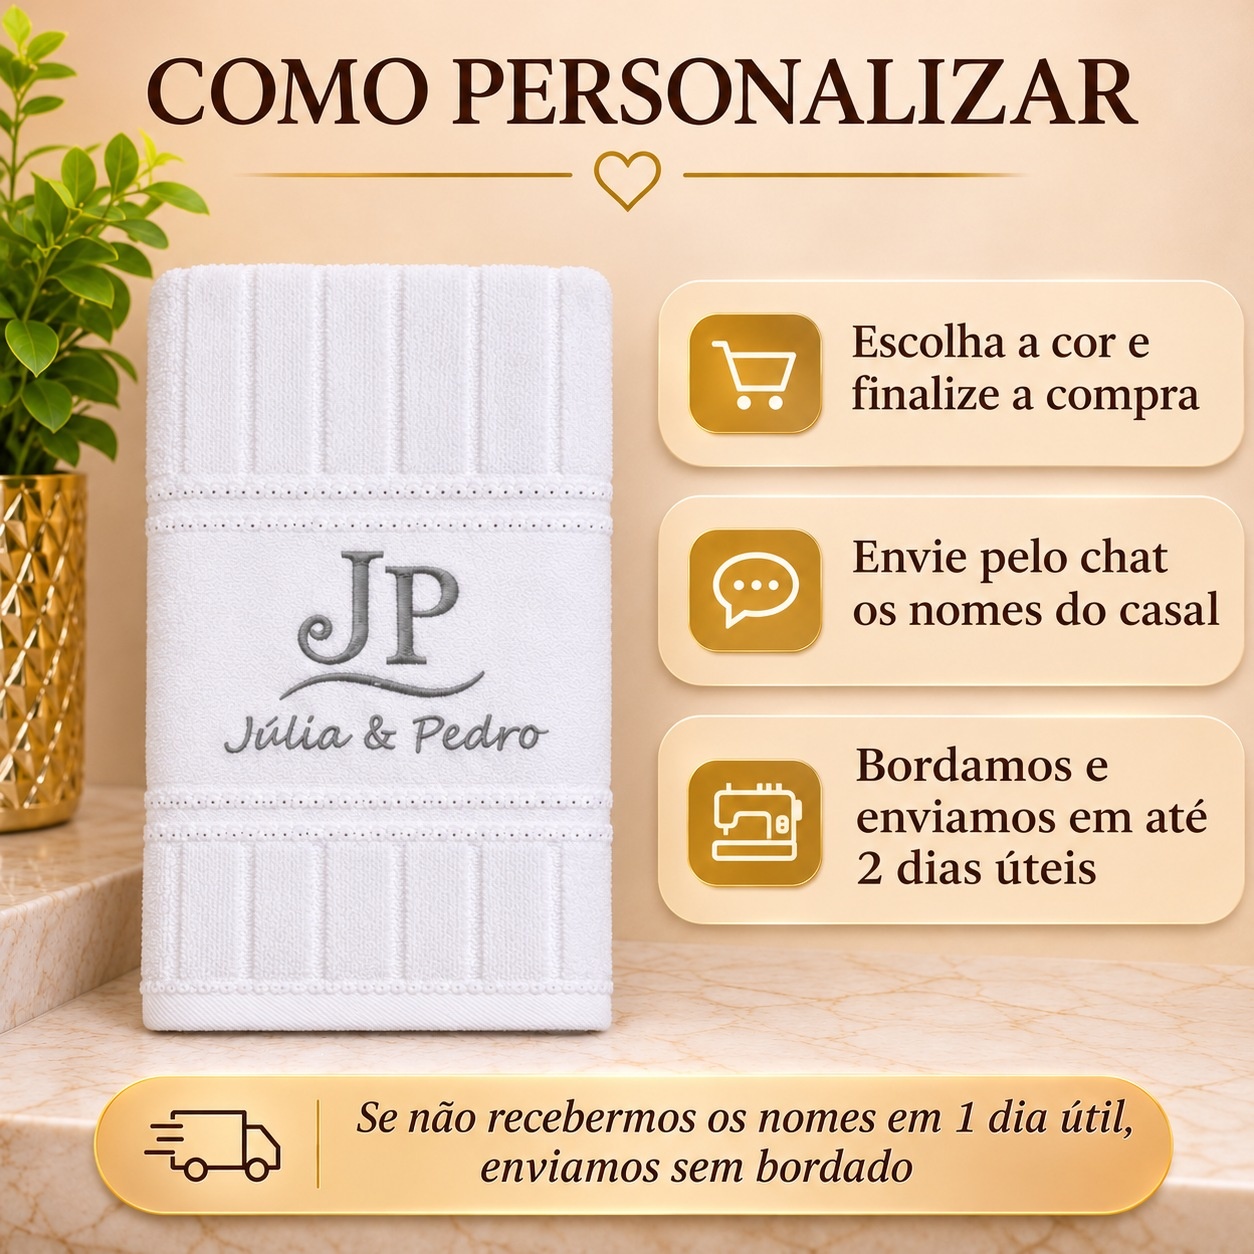 COMO PERSONALIZAR
JP
Júlia & Pedro
Escolha a cor e
finalize a compra
Envie pelo chat
os nomes do casal
Bordamos e
enviamos em até
2 dias úteis
Se não recebermos os nomes em 1 dia útil,
enviamos sem bordado